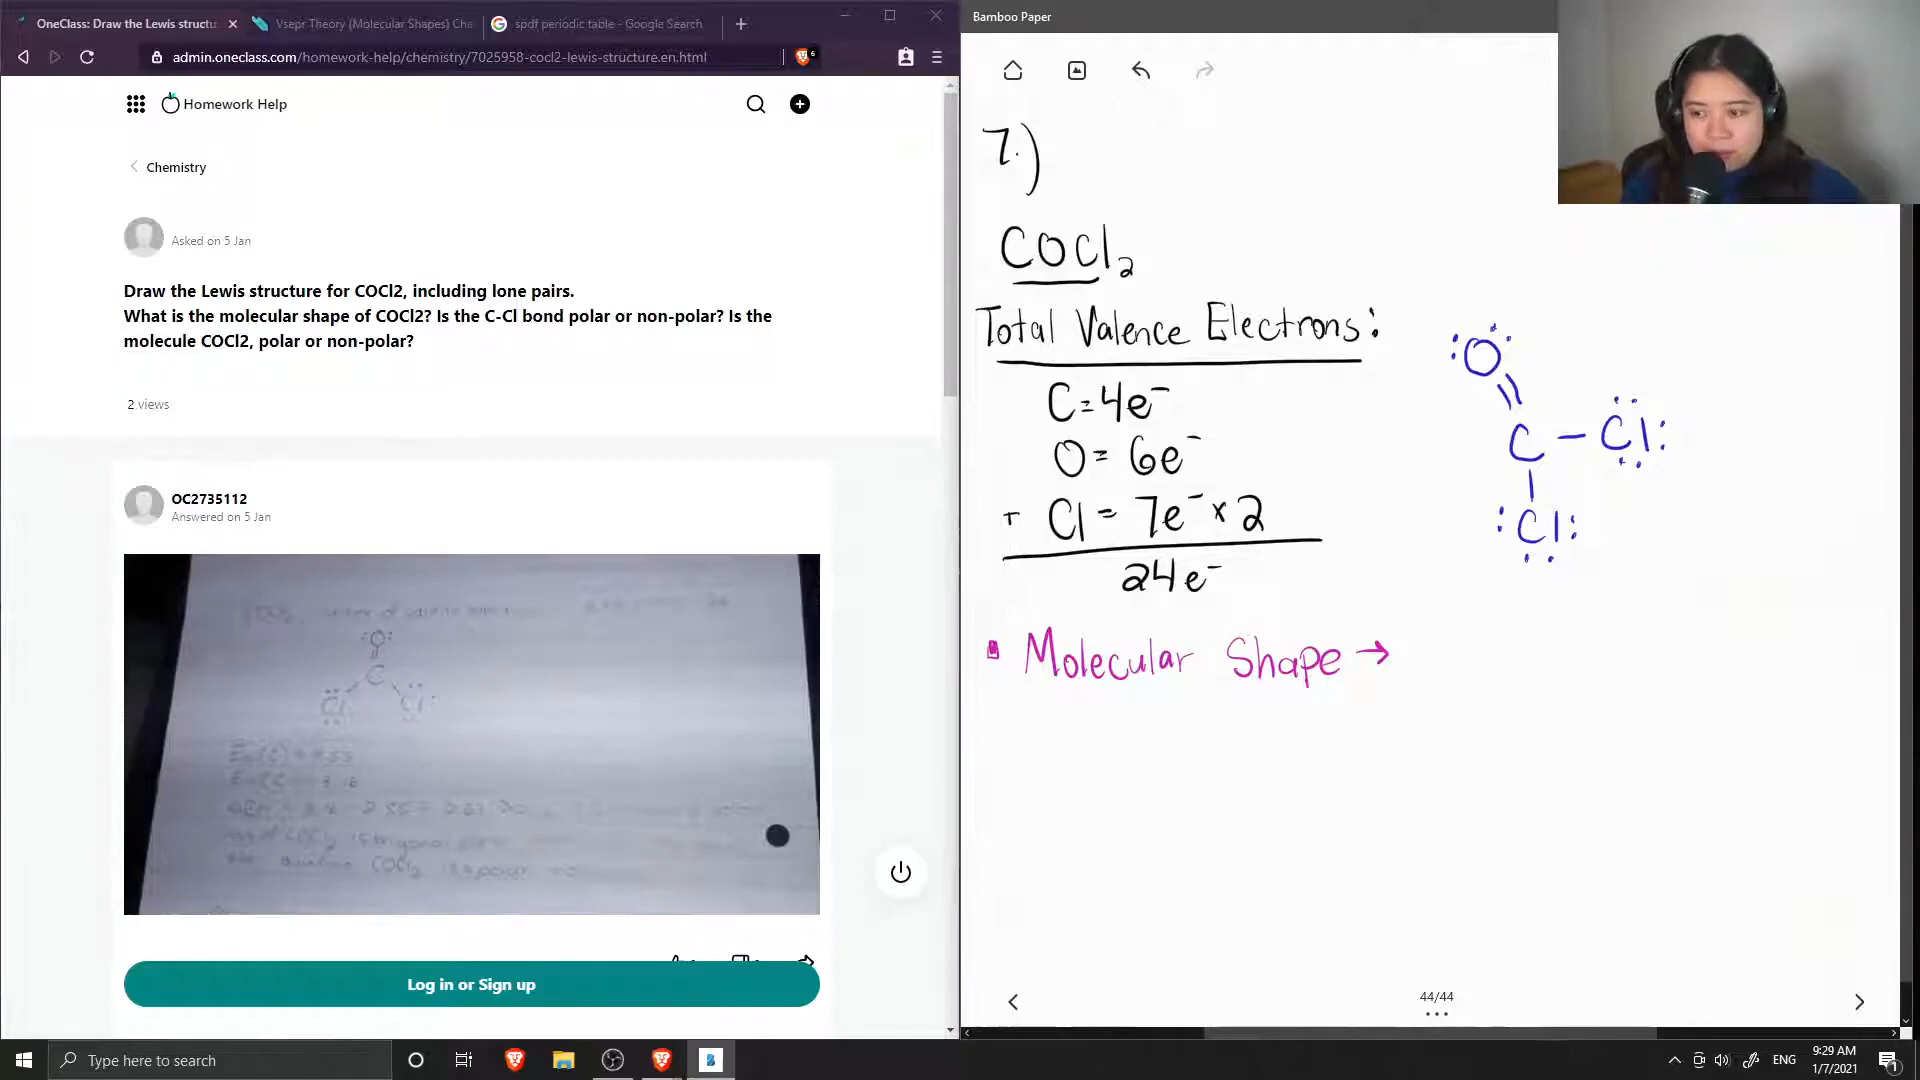 OneClass: Draw the Lewis structu
Vsepr Theory (Molecular Shapes) Cha
spdf periodic table - Google Search
admin.oneclass.com/homework-help/chemistry/7025958-cocl2-lewis-structure.en.html
6
Homework Help
Chemistry
Asked on 5 Jan
Draw the Lewis structure for COCl2, including lone pairs.
What is the molecular shape of COCl2? Is the C-Cl bond polar or non-polar? Is the
molecule COCl2, polar or non-polar?
2 views
OC2735112
Answered on 5 Jan
O
C
Cl Cl
Log in or Sign up
Bamboo Paper
7.)
COCl2
Total Valence Electrons:
C=4e⁻
O= 6e⁻
+ Cl = 7e⁻ x 2
24e⁻
:O
C - Cl:
:Cl:
Molecular Shape →
44/44
Type here to search
ENG
9:29 AM
1/7/2021
1